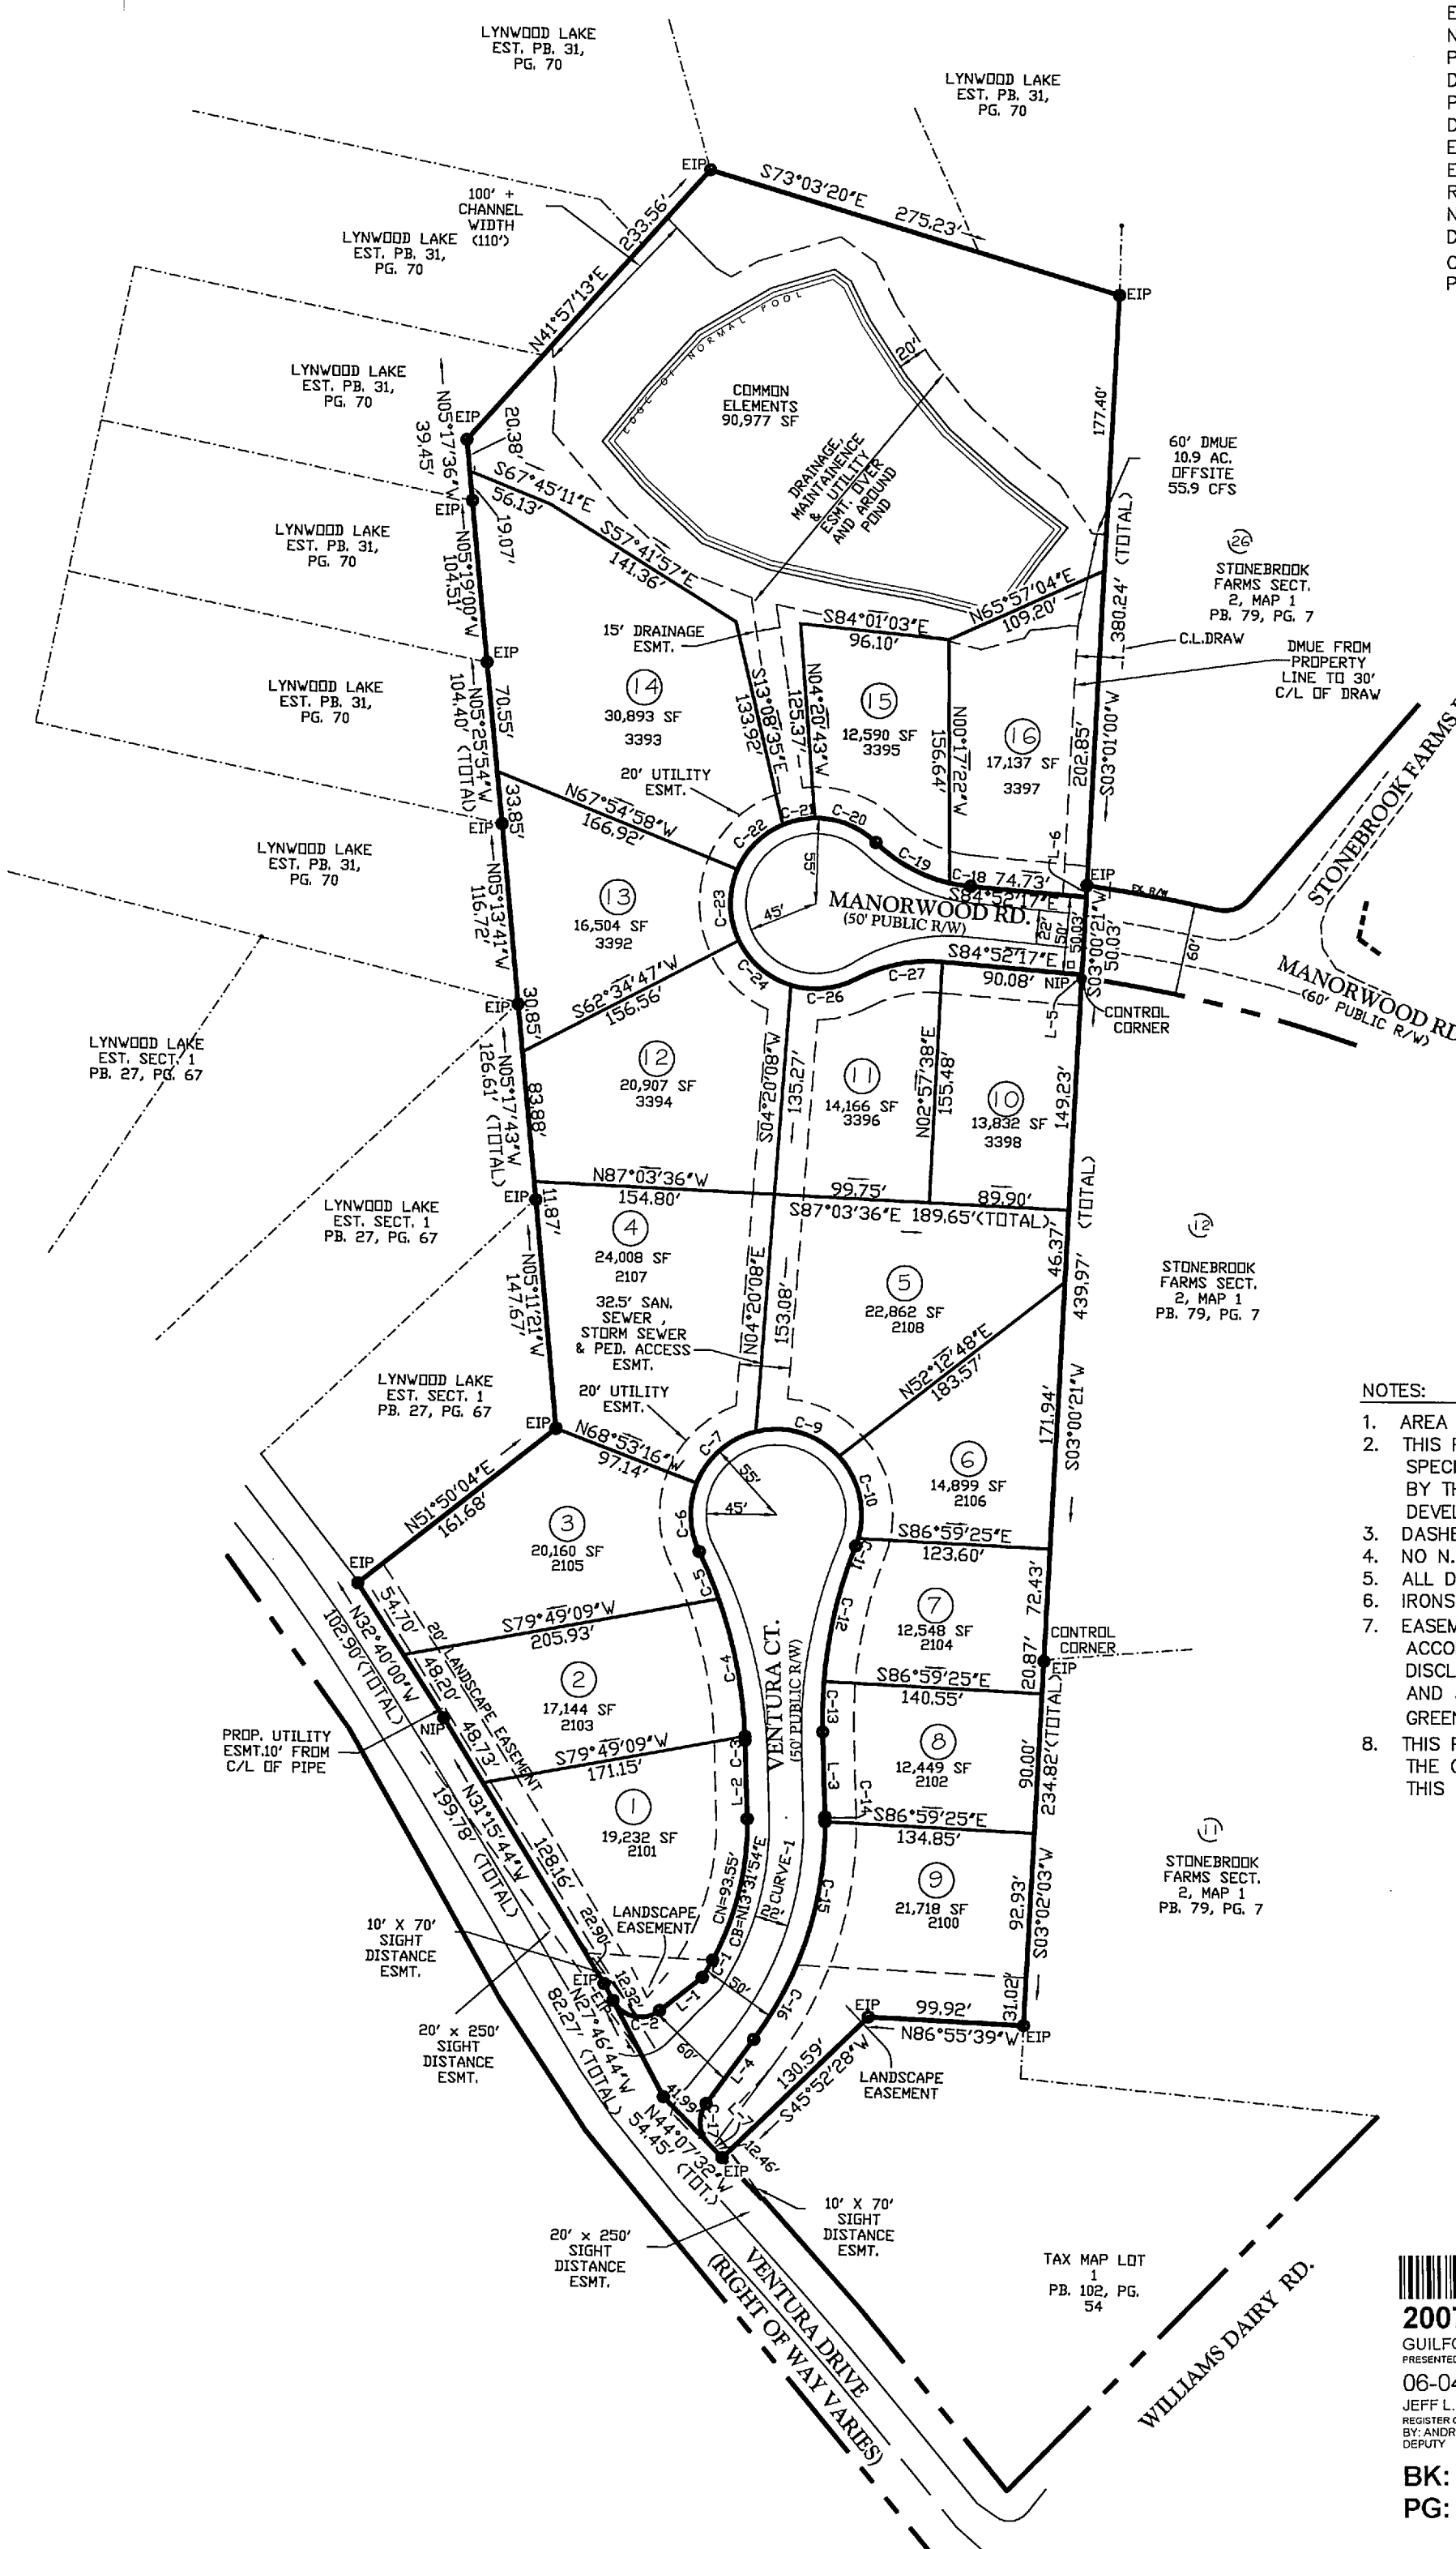 LYNWOOD LAKE
EST. PB. 31,
PG. 70
LYNWOOD LAKE
EST. PB. 31,
PG. 70
E
N
P
D
P
D
E
E
R
N
D
C
P
EIP
S73°03'20"E
275.23'
EIP
100' +
CHANNEL
WIDTH
(110')
LYNWOOD LAKE
EST. PB. 31,
PG. 70
N41°57'13"E
233.56'
EDGE OF NORMAL POOL
20'
COMMON
ELEMENTS
90,977 SF
DRAINAGE,
MAINTAINENCE
& UTILITY
ESMT. OVER
AND AROUND
POND
177.40'
380.24' (TOTAL)
60' DMUE
10.9 AC.
OFFSITE
55.9 CFS
LYNWOOD LAKE
EST. PB. 31,
PG. 70
EIP
N05°17'36"W
39.45'
20.38'
S67°45'11"E
56.13'
19.07'
EIP
S57°41'57"E
141.36'
LYNWOOD LAKE
EST. PB. 31,
PG. 70
N05°19'00"W
104.51'
26
STONEBROOK
FARMS SECT.
2, MAP 1
PB. 79, PG. 7
C.L.DRAW
DMUE FROM
PROPERTY
LINE TO 30'
C/L OF DRAW
15' DRAINAGE
ESMT.
S84°01'03"E
96.10'
N65°57'04"E
109.20'
EIP
LYNWOOD LAKE
EST. PB. 31,
PG. 70
70.55'
N05°25'54"W
104.40' (TOTAL)
14
30,893 SF
3393
S13°08'35"E
133.92'
N04°20'43"W
125.37'
15
12,590 SF
3395
N00°17'22"W
156.64'
16
17,137 SF
3397
202.85'
S03°01'00"W
20' UTILITY
ESMT.
N67°54'58"W
166.92'
33.85'
EIP
C-22
C-21
C-20
C-19
C-18
74.73'
S84°52'17"E
L-6
EIP
EX. R/W
STONEBROOK FARMS
LYNWOOD LAKE
EST. PB. 31,
PG. 70
N05°13'41"W
116.72'
13
16,504 SF
3392
C-23
55'
45'
MANORWOOD RD.
(50' PUBLIC R/W)
22'
50'
50.03'
S03°00'21"W
50.03'
60'
MANORWOOD RD
(60' PUBLIC R/W)
S84°52'17"E
90.08'
NIP
CONTROL
CORNER
L-5
C-24
C-26
C-27
S62°34'47"W
156.56'
EIP
30.85'
LYNWOOD LAKE
EST. SECT. 1
PB. 27, PG. 67
N05°17'43"W
126.61' (TOTAL)
83.88'
12
20,907 SF
3394
S04°20'08"W
135.27'
11
14,166 SF
3396
N02°57'38"E
155.48'
10
13,832 SF
3398
149.23'
N87°03'36"W
154.80'
99.75'
89.90'
S87°03'36"E 189.65'(TOTAL)
EIP
11.87'
LYNWOOD LAKE
EST. SECT. 1
PB. 27, PG. 67
4
24,008 SF
2107
N05°11'21"W
147.67'
32.5' SAN.
SEWER ,
STORM SEWER
& PED. ACCESS
ESMT.
N04°20'08"E
153.08'
5
22,862 SF
2108
46.37'
439.97' (TOTAL)
12
STONEBROOK
FARMS SECT.
2, MAP 1
PB. 79, PG. 7
N52°12'48"E
183.57'
171.94'
S03°00'21"W
LYNWOOD LAKE
EST. SECT. 1
PB. 27, PG. 67
20' UTILITY
ESMT.
EIP
N68°53'16"W
97.14'
C-7
C-9
55'
45'
C-6
C-10
6
14,899 SF
2106
NOTES:
1. AREA
2. THIS
SPECI
BY TH
DEVEL
3. DASHE
4. NO N.
5. ALL D
6. IRONS
7. EASEM
ACCO
DISCL
AND
GREEN
8. THIS
THE
THIS
N51°50'04"E
161.68'
EIP
3
20,160 SF
2105
C-5
C-11
S86°59'25"E
123.60'
72.43'
54.70'
N32°40'00"W
102.90'(TOTAL)
20' LANDSCAPE EASEMENT
S79°49'09"W
205.93'
C-12
7
12,548 SF
2104
CONTROL
CORNER
20.87'
EIP
48.20'
2
17,144 SF
2103
C-4
VENTURA CT.
(50' PUBLIC R/W)
S86°59'25"E
140.55'
C-13
PROP. UTILITY
ESMT.10' FROM
C/L OF PIPE
NIP
48.73'
S79°49'09"W
171.15'
C-3
L-2
L-3
8
12,449 SF
2102
90.00'
234.82'(TOTAL)
C-14
S86°59'25"E
134.85'
N31°15'44"W
199.78' (TOTAL)
128.16'
1
19,232 SF
2101
CN=93.55'
CB=N13°31'54"E
CURVE-1
22'
C-15
9
21,718 SF
2100
92.93'
S03°02'03"W
11
STONEBROOK
FARMS SECT.
2, MAP 1
PB. 79, PG. 7
10' X 70'
SIGHT
DISTANCE
ESMT.
22.90'
LANDSCAPE
EASEMENT
EIP
12.32'
EIP
C-2
L-1
C-1
50'
C-16
EIP
99.92'
N86°55'39"W
31.02'
EIP
20' x 250'
SIGHT
DISTANCE
ESMT.
N27°46'44"W
82.27' (TOTAL)
60'
L-4
130.59'
S45°52'28"W
LANDSCAPE
EASEMENT
41.99'
N44°07'32"W
54.45' (TOT.)
C-17
L-7
12.46'
EIP
10' X 70'
SIGHT
DISTANCE
ESMT.
20' x 250'
SIGHT
DISTANCE
ESMT.
VENTURA DRIVE
(RIGHT OF WAY VARIES)
TAX MAP LOT
1
PB. 102, PG.
54
WILLIAMS DAIRY RD.
2007
GUILFO
PRESENTED
06-04
JEFF L.
REGISTER O
BY: ANDR
DEPUTY
BK:
PG: